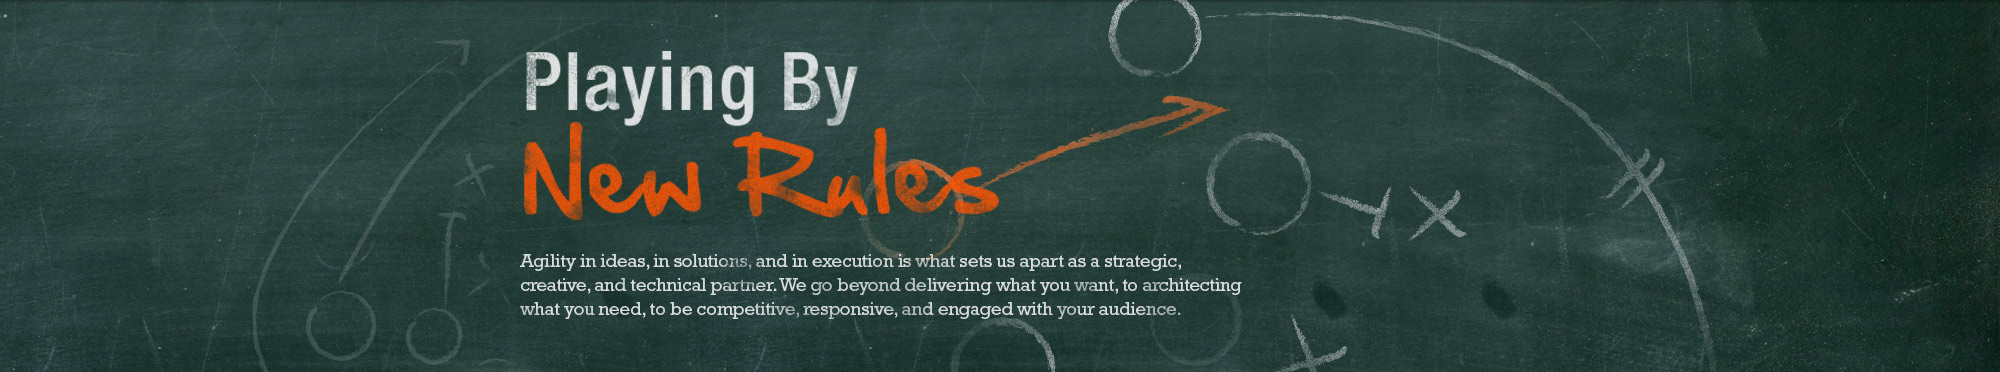 Playing By
New Rules
Agility in ideas, in solutions, and in execution is what sets us apart as a strategic,
creative, and technical partner. We go beyond delivering what you want, to architecting
what you need, to be competitive, responsive, and engaged with your audience.